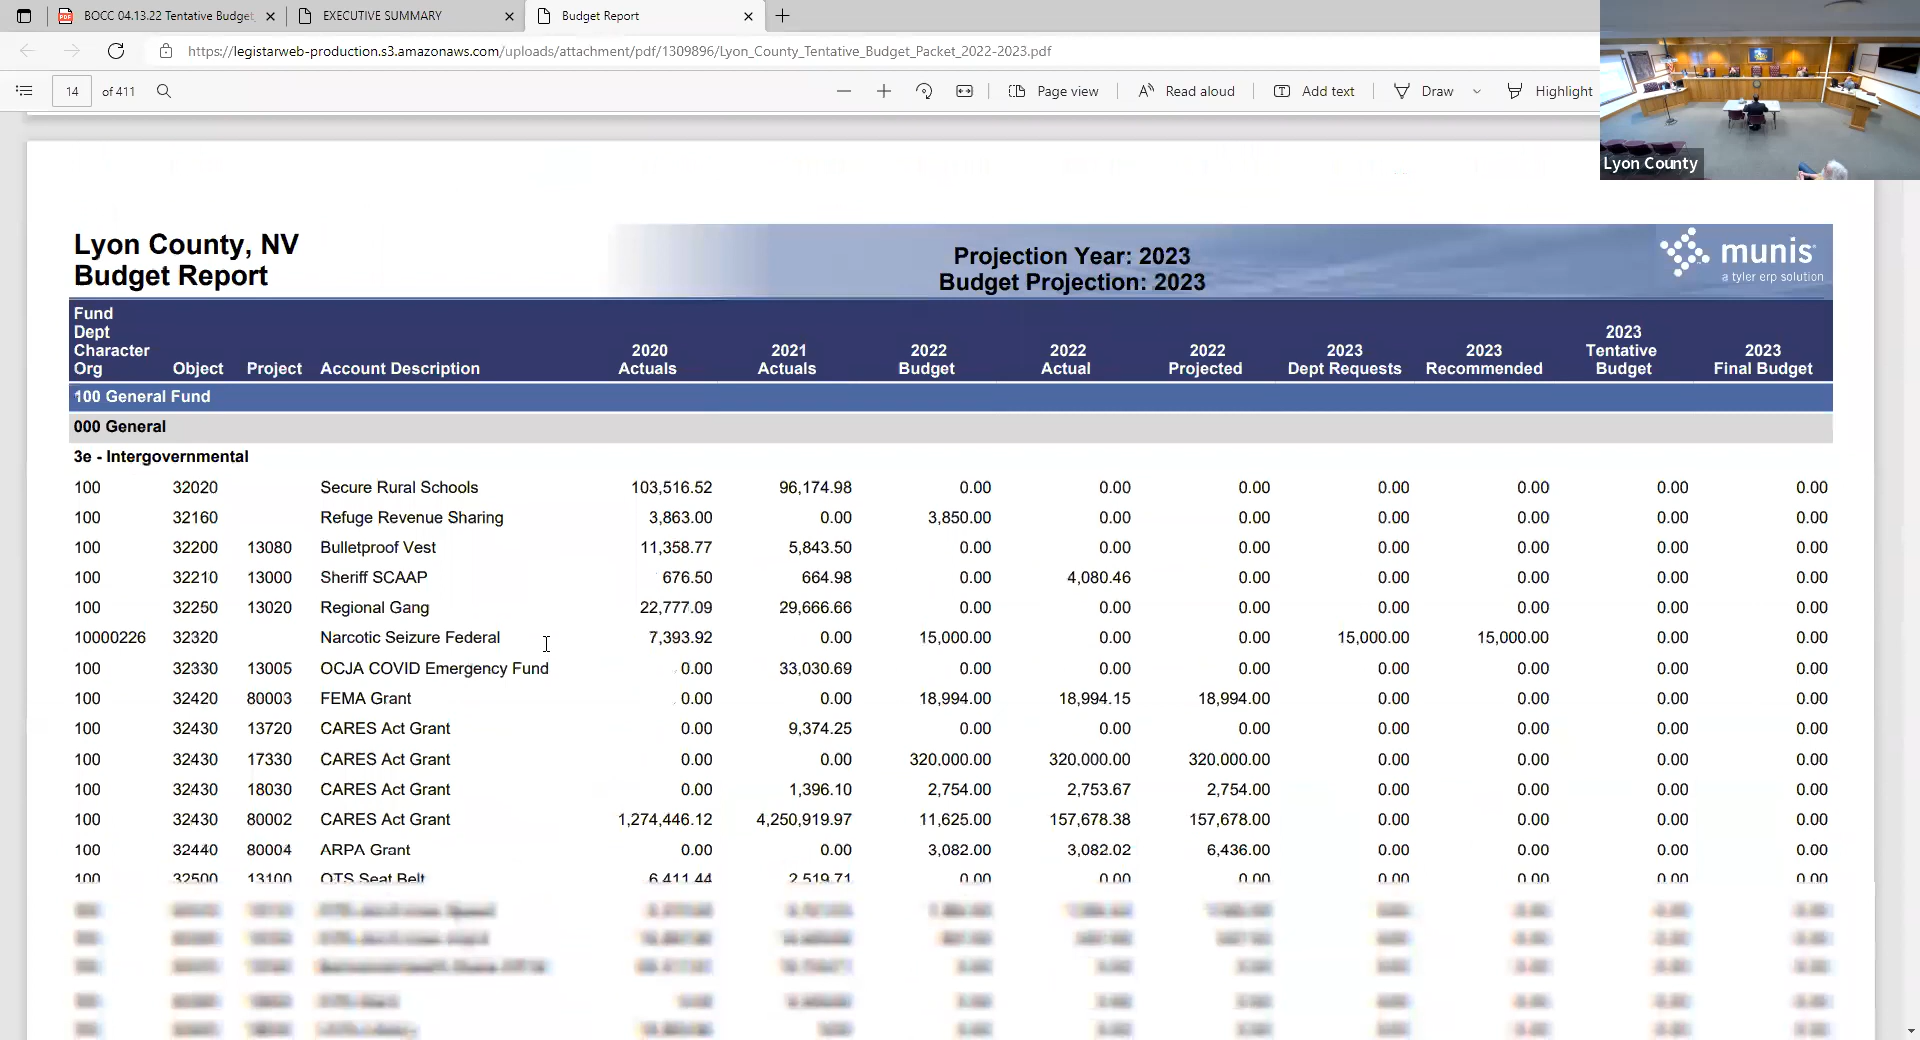 BOCC 04.13.22 Tentative Budget
EXECUTIVE SUMMARY
Budget Report
https://legistarweb-production.s3.amazonaws.com/uploads/attachment/pdf/1309896/Lyon_County_Tentative_Budget_Packet_2022-2023.pdf
14 of 411 Page view Read aloud Add text Draw Highlight
Lyon County
Lyon County, NV
Budget Report
Projection Year: 2023
Budget Projection: 2023
munis
a tyler erp solution
Fund
Dept
Character
Org Object Project Account Description 2020 Actuals 2021 Actuals 2022 Budget 2022 Actual 2022 Projected 2023 Dept Requests 2023 Recommended 2023 Tentative Budget 2023 Final Budget
100 General Fund
000 General
3e - Intergovernmental
100 32020 Secure Rural Schools 103,516.52 96,174.98 0.00 0.00 0.00 0.00 0.00 0.00 0.00
100 32160 Refuge Revenue Sharing 3,863.00 0.00 3,850.00 0.00 0.00 0.00 0.00 0.00 0.00
100 32200 13080 Bulletproof Vest 11,358.77 5,843.50 0.00 0.00 0.00 0.00 0.00 0.00 0.00
100 32210 13000 Sheriff SCAAP 676.50 664.98 0.00 4,080.46 0.00 0.00 0.00 0.00 0.00
100 32250 13020 Regional Gang 22,777.09 29,666.66 0.00 0.00 0.00 0.00 0.00 0.00 0.00
10000226 32320 Narcotic Seizure Federal 7,393.92 0.00 15,000.00 0.00 0.00 15,000.00 15,000.00 0.00 0.00
100 32330 13005 OCJA COVID Emergency Fund 0.00 33,030.69 0.00 0.00 0.00 0.00 0.00 0.00 0.00
100 32420 80003 FEMA Grant 0.00 0.00 18,994.00 18,994.15 18,994.00 0.00 0.00 0.00 0.00
100 32430 13720 CARES Act Grant 0.00 9,374.25 0.00 0.00 0.00 0.00 0.00 0.00 0.00
100 32430 17330 CARES Act Grant 0.00 0.00 320,000.00 320,000.00 320,000.00 0.00 0.00 0.00 0.00
100 32430 18030 CARES Act Grant 0.00 1,396.10 2,754.00 2,753.67 2,754.00 0.00 0.00 0.00 0.00
100 32430 80002 CARES Act Grant 1,274,446.12 4,250,919.97 11,625.00 157,678.38 157,678.00 0.00 0.00 0.00 0.00
100 32440 80004 ARPA Grant 0.00 0.00 3,082.00 3,082.02 6,436.00 0.00 0.00 0.00 0.00
100 32500 13100 OTS Seat Belt 6,411.44 2,519.71 0.00 0.00 0.00 0.00 0.00 0.00 0.00